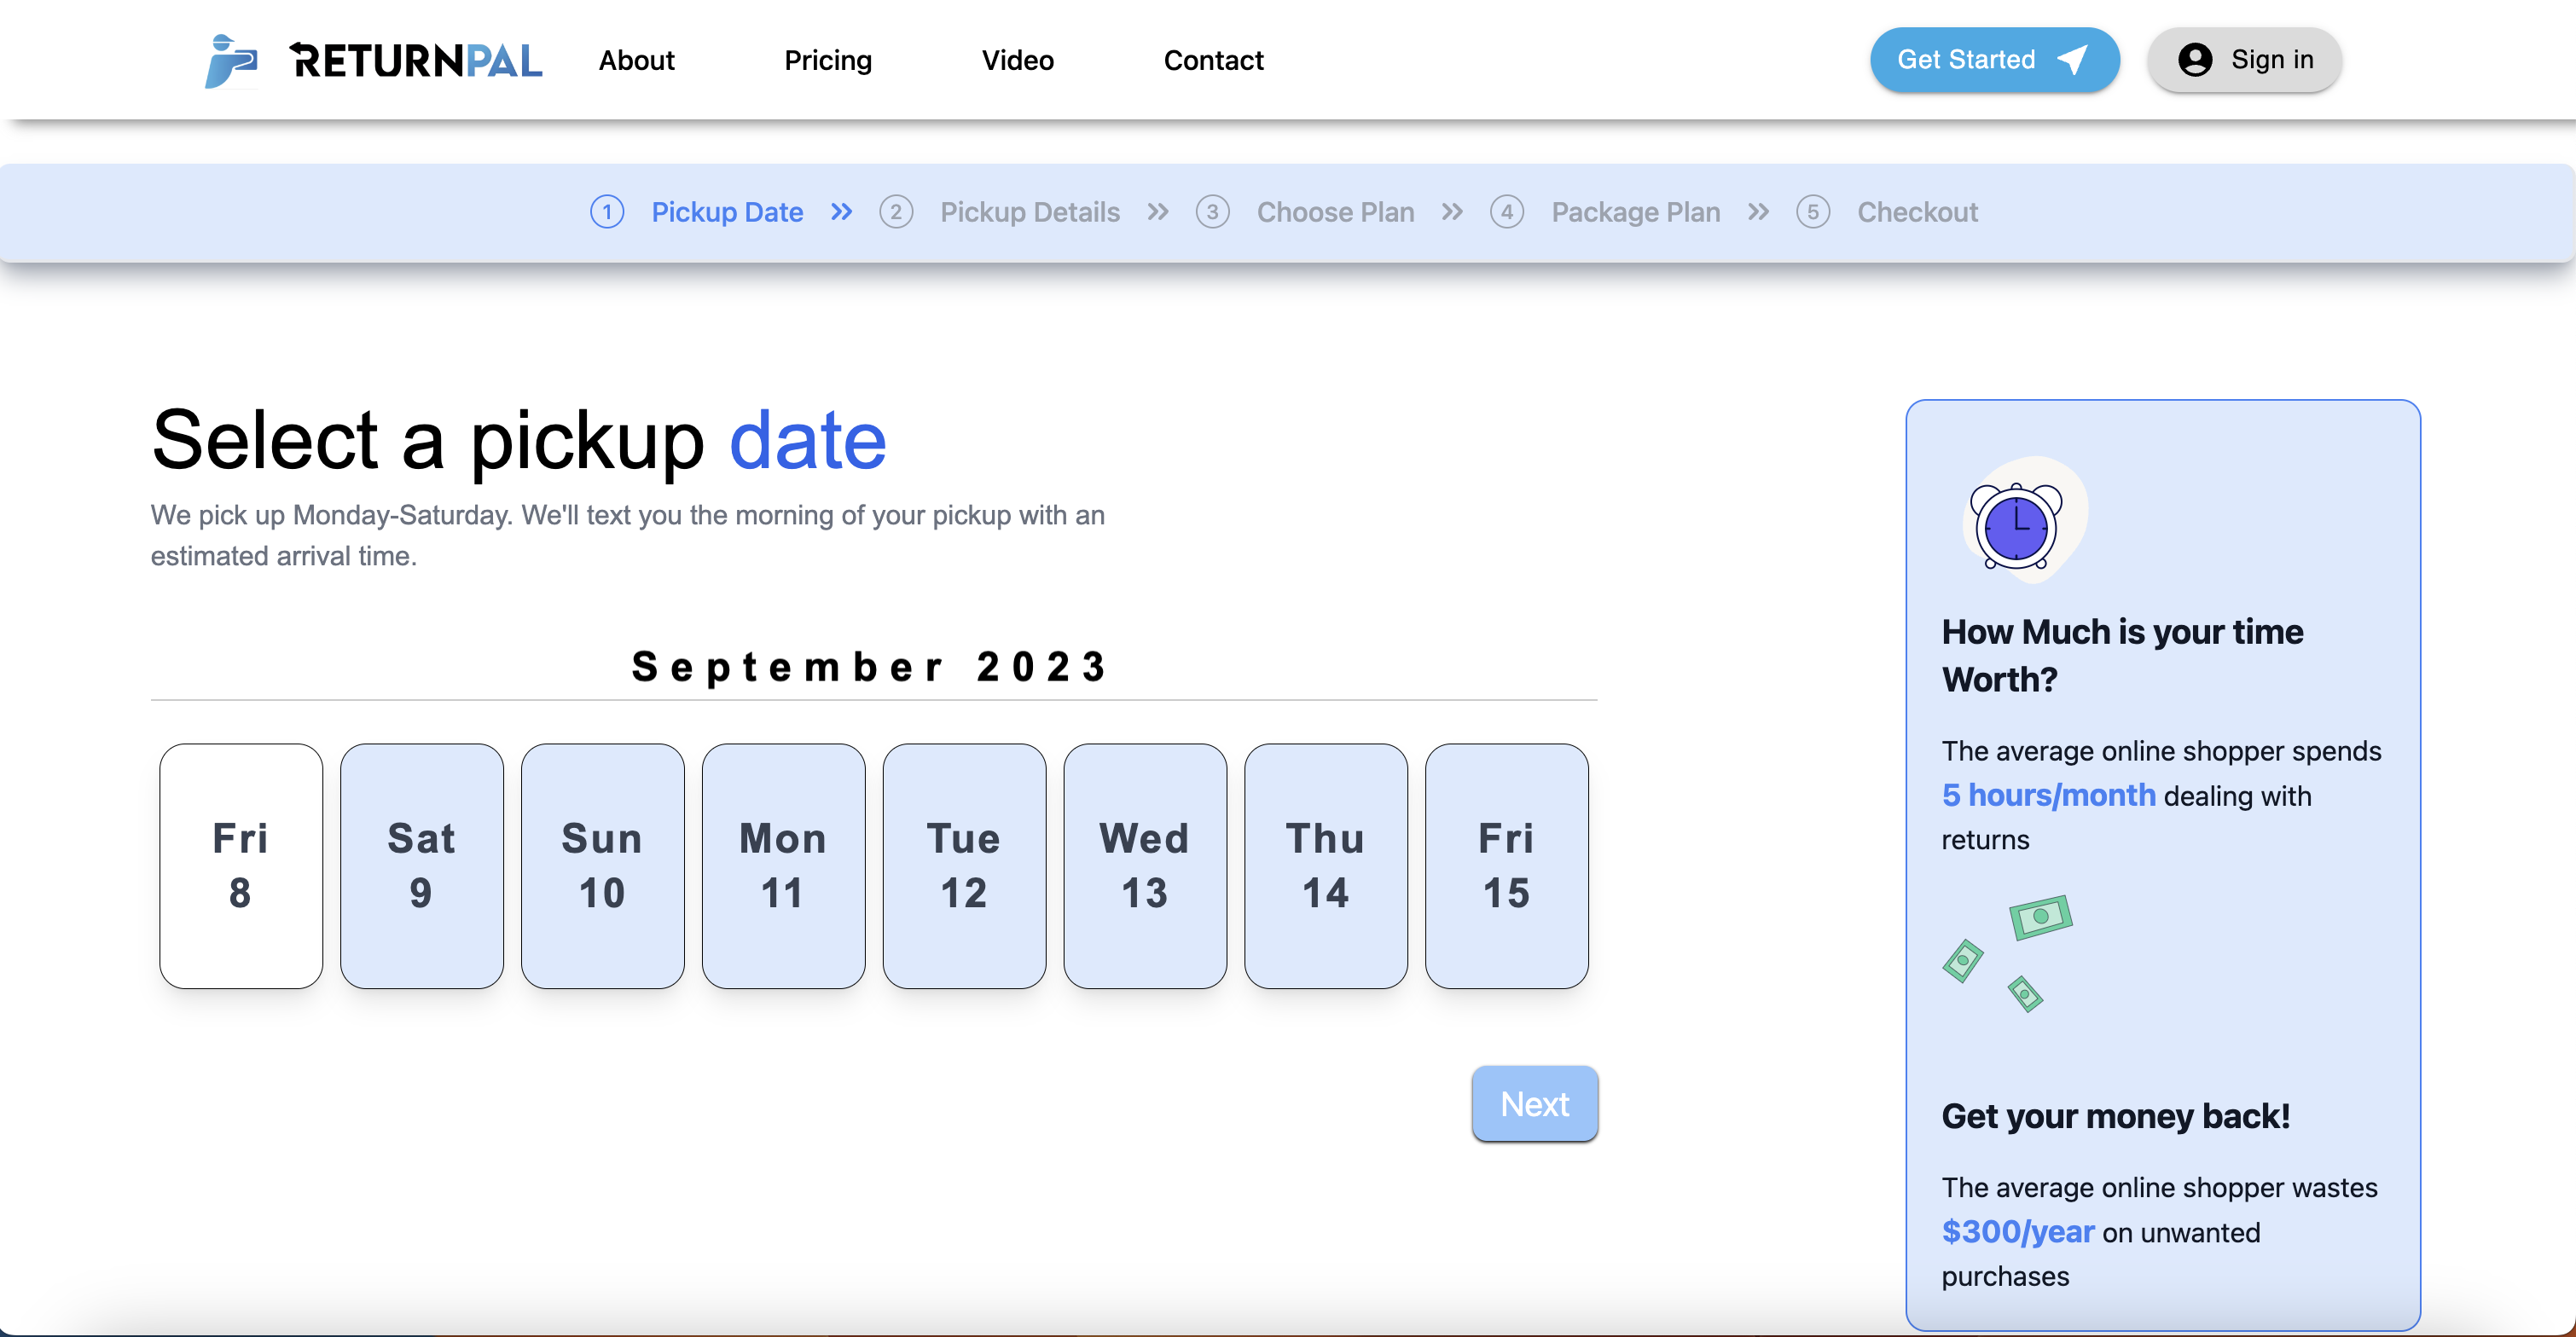 RETURNPAL About Pricing Video Contact Get Started Sign in
1 Pickup Date 2 Pickup Details 3 Choose Plan 4 Package Plan 5 Checkout
Select a pickup date
We pick up Monday-Saturday. We'll text you the morning of your pickup with an
estimated arrival time.
September 2023
Fri Sat Sun Mon Tue Wed Thu Fri
8 9 10 11 12 13 14 15
Next
How Much is your time
Worth?
The average online shopper spends
5 hours/month dealing with
returns
Get your money back!
The average online shopper wastes
$300/year on unwanted
purchases